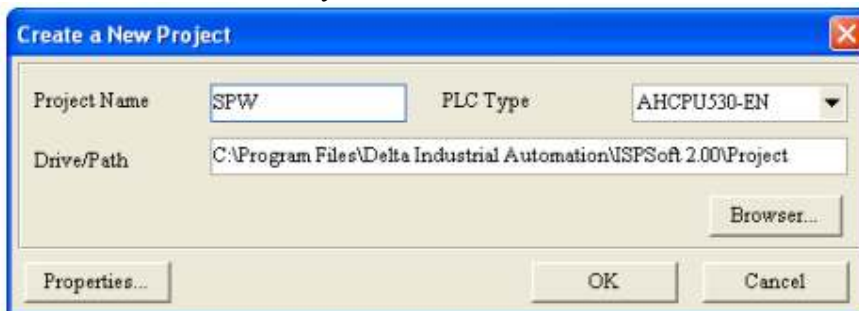 Create a New Project
Project Name SPW PLC Type AHCPU530-EN
Drive/Path C:\Program Files\Delta Industrial Automation\ISPSoft 2.00\Project
Browser...
Properties... OK Cancel